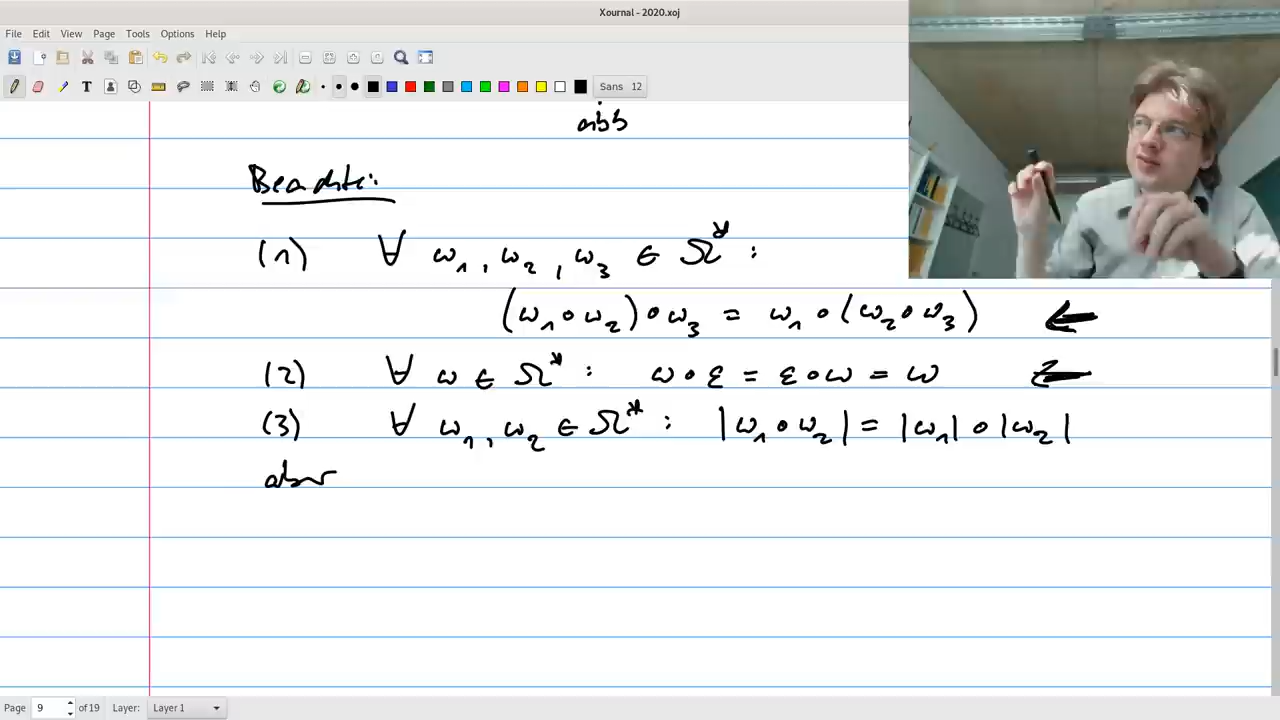 Xournal - 2020.xoj
File Edit View Page Tools Options Help
Sans 12
abb
Beachte:
(1) ∀ ω₁, ω₂, ω₃ ∈ Ω* :
(ω₁ ∘ ω₂) ∘ ω₃ = ω₁ ∘ (ω₂ ∘ ω₃) ←
(2) ∀ ω ∈ Ω* : ω ∘ ε = ε ∘ ω = ω ←
(3) ∀ ω₁, ω₂ ∈ Ω* : |ω₁ ∘ ω₂| = |ω₁| ∘ |ω₂|
aber
Page 9 of 19 Layer: Layer 1